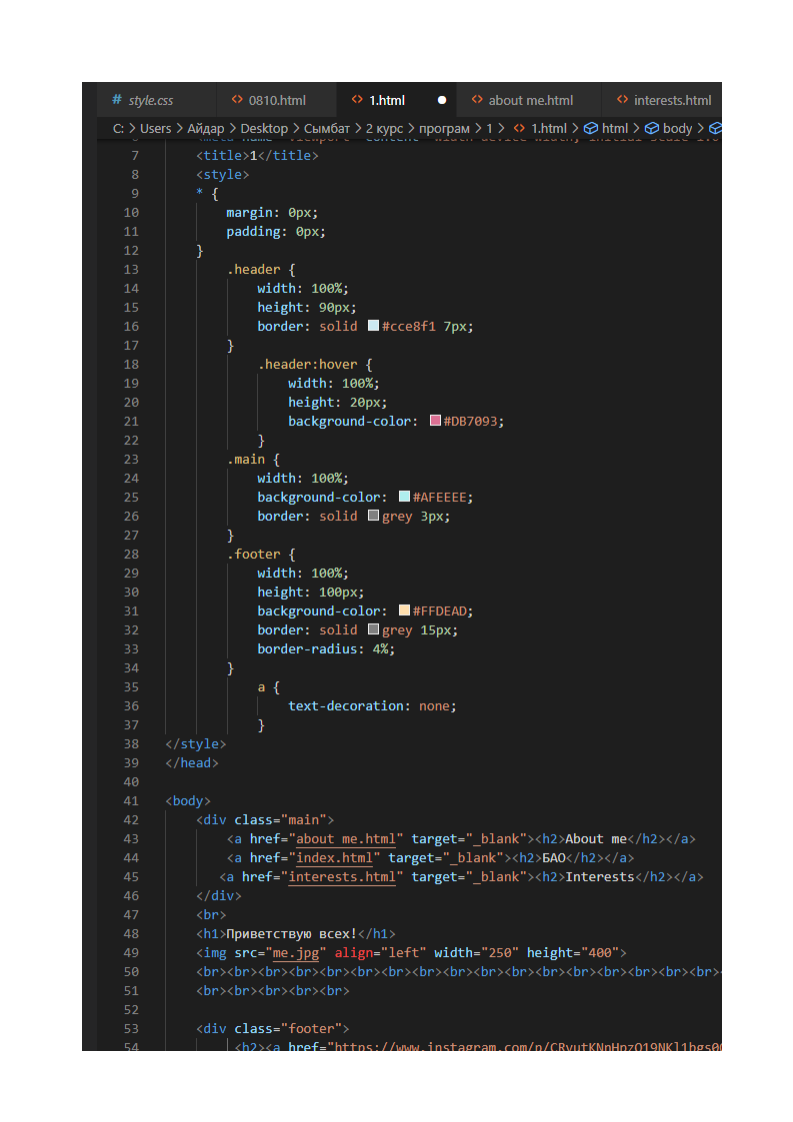 # style.css <> 0810.html <> 1.html ● <> about me.html <> interests.html
C: > Users > Айдар > Desktop > Сымбат > 2 курс > програм > 1 > <> 1.html > html > body >
7 <title>1</title>
8 <style>
9 * {
10 margin: 0px;
11 padding: 0px;
12 }
13 .header {
14 width: 100%;
15 height: 90px;
16 border: solid #cce8f1 7px;
17 }
18 .header:hover {
19 width: 100%;
20 height: 20px;
21 background-color: #DB7093;
22 }
23 .main {
24 width: 100%;
25 background-color: #AFEEEE;
26 border: solid grey 3px;
27 }
28 .footer {
29 width: 100%;
30 height: 100px;
31 background-color: #FFDEAD;
32 border: solid grey 15px;
33 border-radius: 4%;
34 }
35 a {
36 text-decoration: none;
37 }
38 </style>
39 </head>
40
41 <body>
42 <div class="main">
43 <a href="about me.html" target="_blank"><h2>About me</h2></a>
44 <a href="index.html" target="_blank"><h2>БАО</h2></a>
45 <a href="interests.html" target="_blank"><h2>Interests</h2></a>
46 </div>
47 <br>
48 <h1>Приветствую всех!</h1>
49 <img src="me.jpg" align="left" width="250" height="400">
50 <br><br><br><br><br><br><br><br><br><br><br><br><br><br><br><br><br>
51 <br><br><br><br><br>
52
53 <div class="footer">
54 <h2><a href="https://www.instagram.com/p/